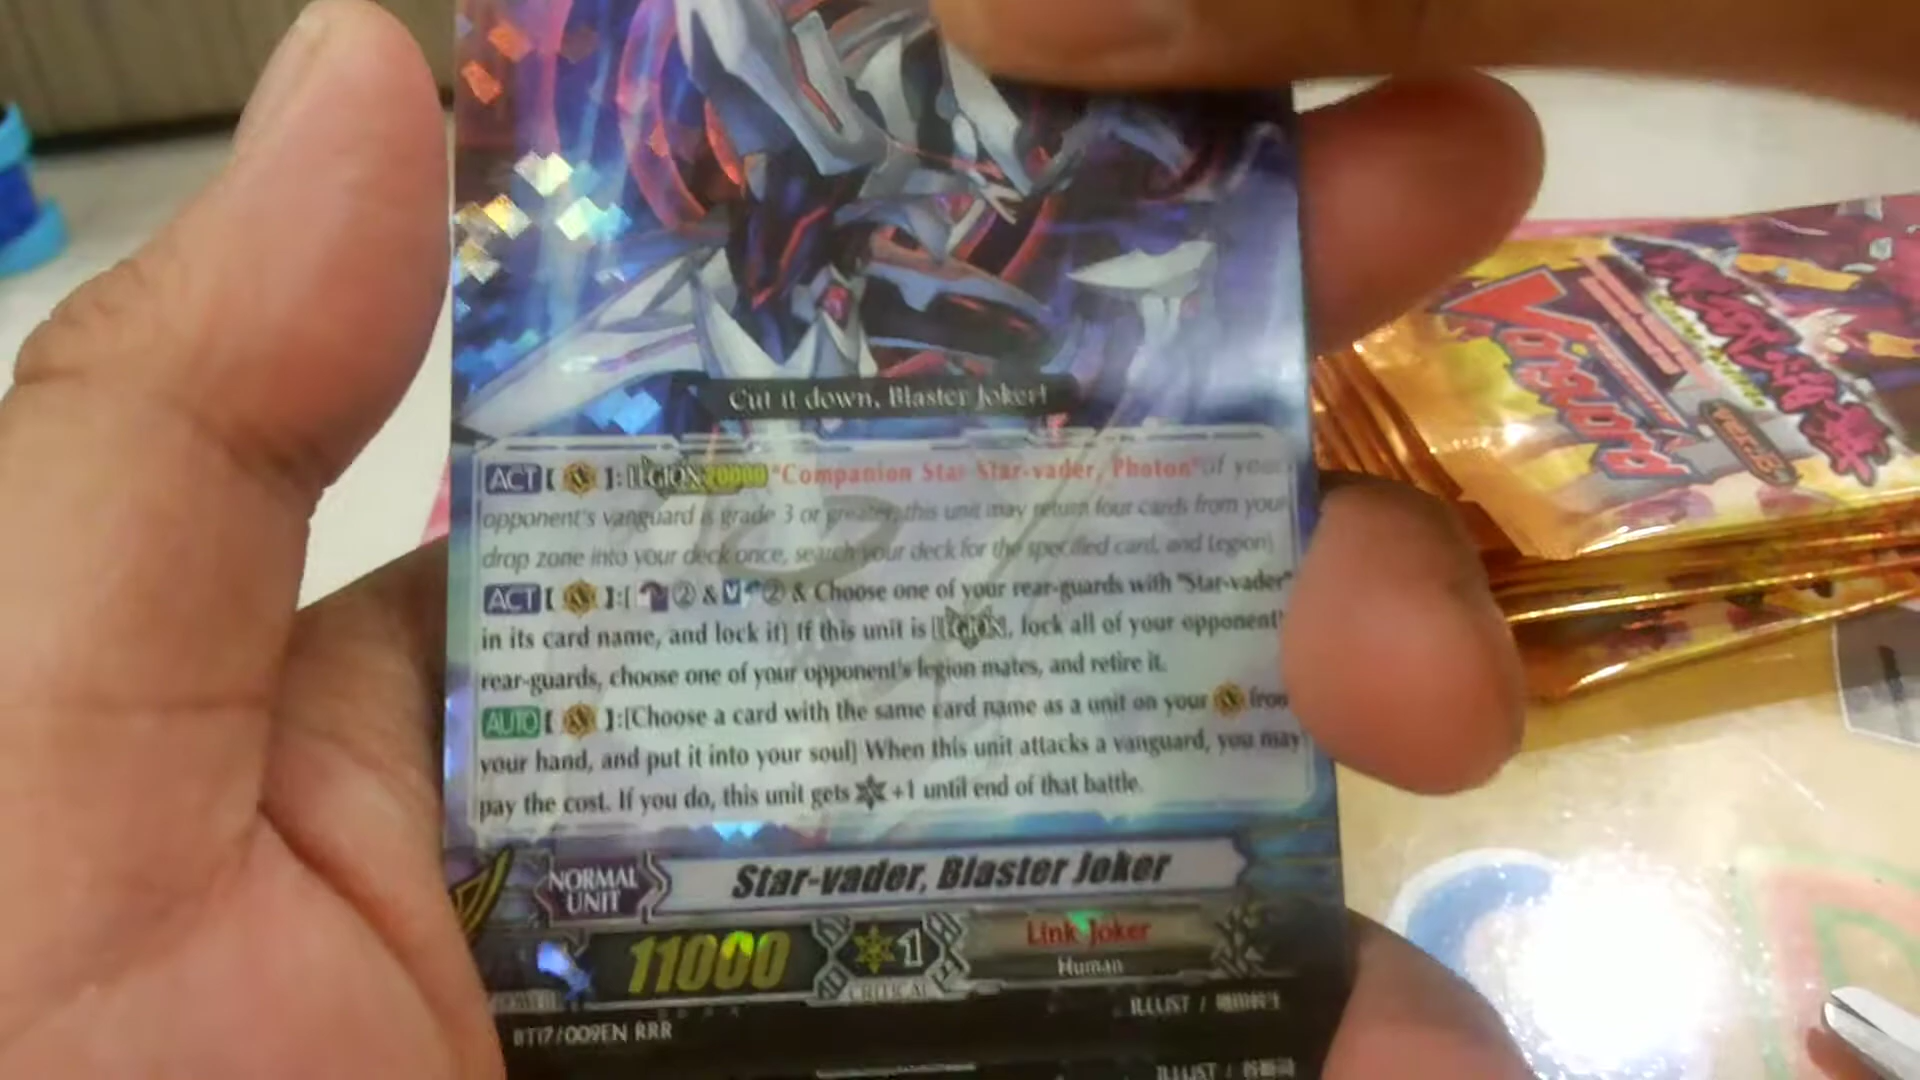 Cut it down, Blaster Joker!
ACT [ ]: LEGION 20000 "Companion Star Star-vader, Photon" If your
opponent's vanguard is grade 3 or greater, this unit may return four cards from your
drop zone into your deck once, search your deck for the specified card, and Legion)
ACT [ ]:[ ② & V ② & Choose one of your rear-guards with "Star-vader"
in its card name, and lock it] If this unit is LEGION, lock all of your opponent'
rear-guards, choose one of your opponent's legion mates, and retire it.
AUTO [ ]:[Choose a card with the same card name as a unit on your from
your hand, and put it into your soul] When this unit attacks a vanguard, you may
pay the cost. If you do, this unit gets +1 until end of that battle.
NORMAL
UNIT
Star-vader, Blaster Joker
11000
1
CRITICAL
Link Joker
Human
ILLUST /
BT17/009EN RRR
ILLUST /
Vanguard